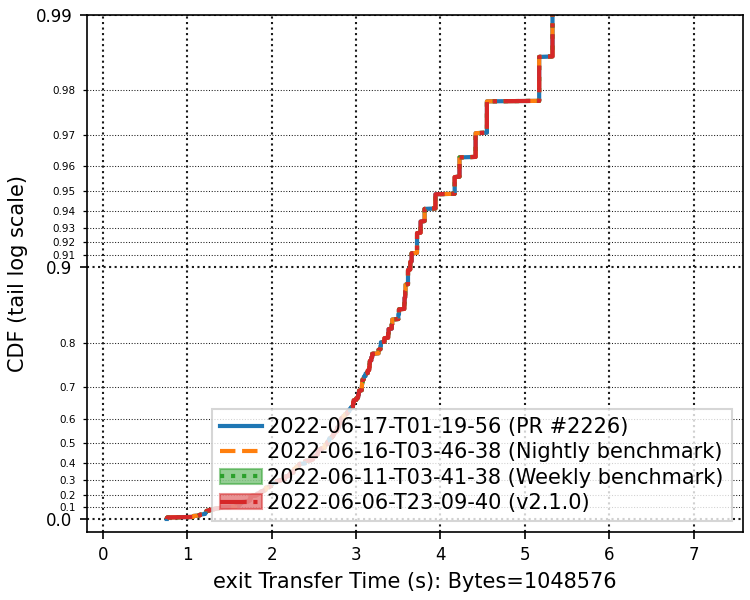 0.99
0.98
0.97
0.96
0.95
0.94
0.93
0.92
0.91
0.9
0.8
0.7
0.6
0.5
0.4
0.3
0.2
0.1
0.0
CDF (tail log scale)
2022-06-17-T01-19-56 (PR #2226)
2022-06-16-T03-46-38 (Nightly benchmark)
2022-06-11-T03-41-38 (Weekly benchmark)
2022-06-06-T23-09-40 (v2.1.0)
0 1 2 3 4 5 6 7
exit Transfer Time (s): Bytes=1048576